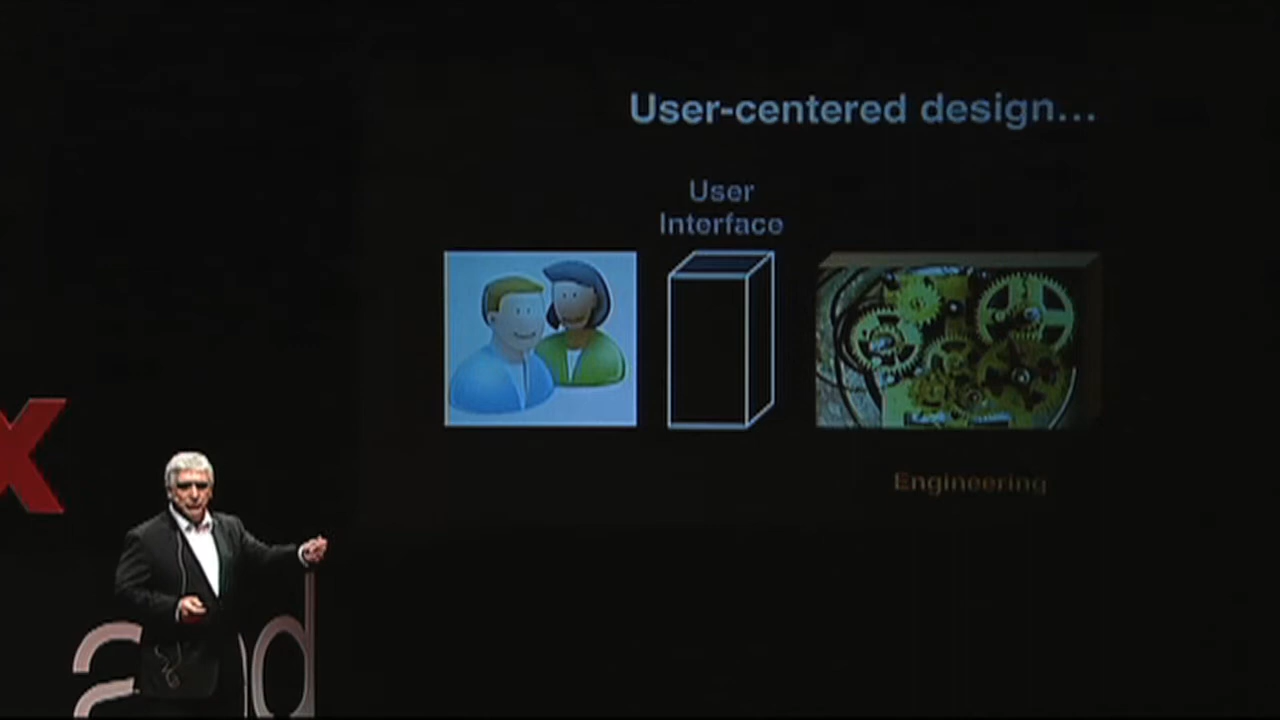 User-centered design...
User
Interface
Engineering
x
a d